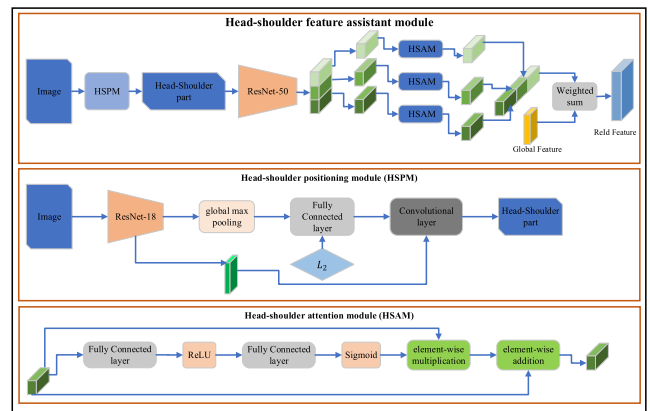 Head-shoulder feature assistant module
Image
HSPM
Head-Shoulder
part
ResNet-50
HSAM
HSAM
HSAM
Weighted
sum
Global Feature
ReId Feature
Head-shoulder positioning module (HSPM)
Image
ResNet-18
global max
pooling
Fully
Connected
layer
Convolutional
layer
Head-Shoulder
part
L₂
Head-shoulder attention module (HSAM)
Fully Connected
layer
ReLU
Fully Connected
layer
Sigmoid
element-wise
multiplication
element-wise
addition